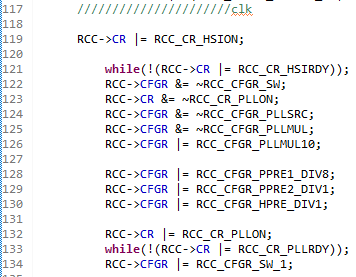 117 //////////////////////clk
118
119 RCC->CR |= RCC_CR_HSION;
120
121 while(!(RCC->CR |= RCC_CR_HSIRDY));
122 RCC->CFGR &= ~RCC_CFGR_SW;
123 RCC->CR &= ~RCC_CR_PLLON;
124 RCC->CFGR &= ~RCC_CFGR_PLLSRC;
125 RCC->CFGR &= ~RCC_CFGR_PLLMUL;
126 RCC->CFGR |= RCC_CFGR_PLLMUL10;
127
128 RCC->CFGR |= RCC_CFGR_PPRE1_DIV8;
129 RCC->CFGR |= RCC_CFGR_PPRE2_DIV1;
130 RCC->CFGR |= RCC_CFGR_HPRE_DIV1;
131
132 RCC->CR |= RCC_CR_PLLON;
133 while(!(RCC->CR |= RCC_CR_PLLRDY));
134 RCC->CFGR |= RCC_CFGR_SW_1;